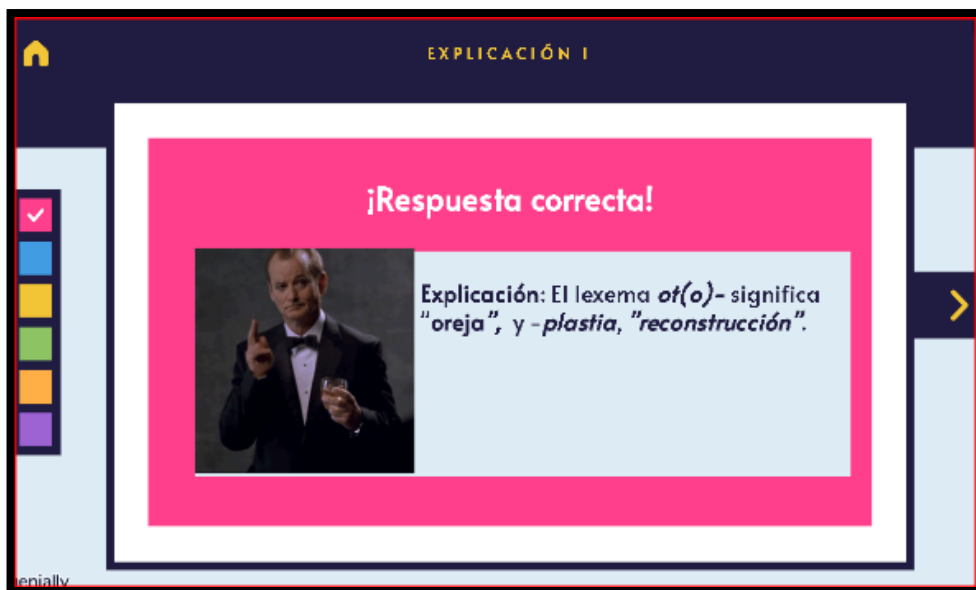 EXPLICACIÓN I
¡Respuesta correcta!
Explicación: El lexema ot(o)- significa
"oreja", y -plastia, "reconstrucción".